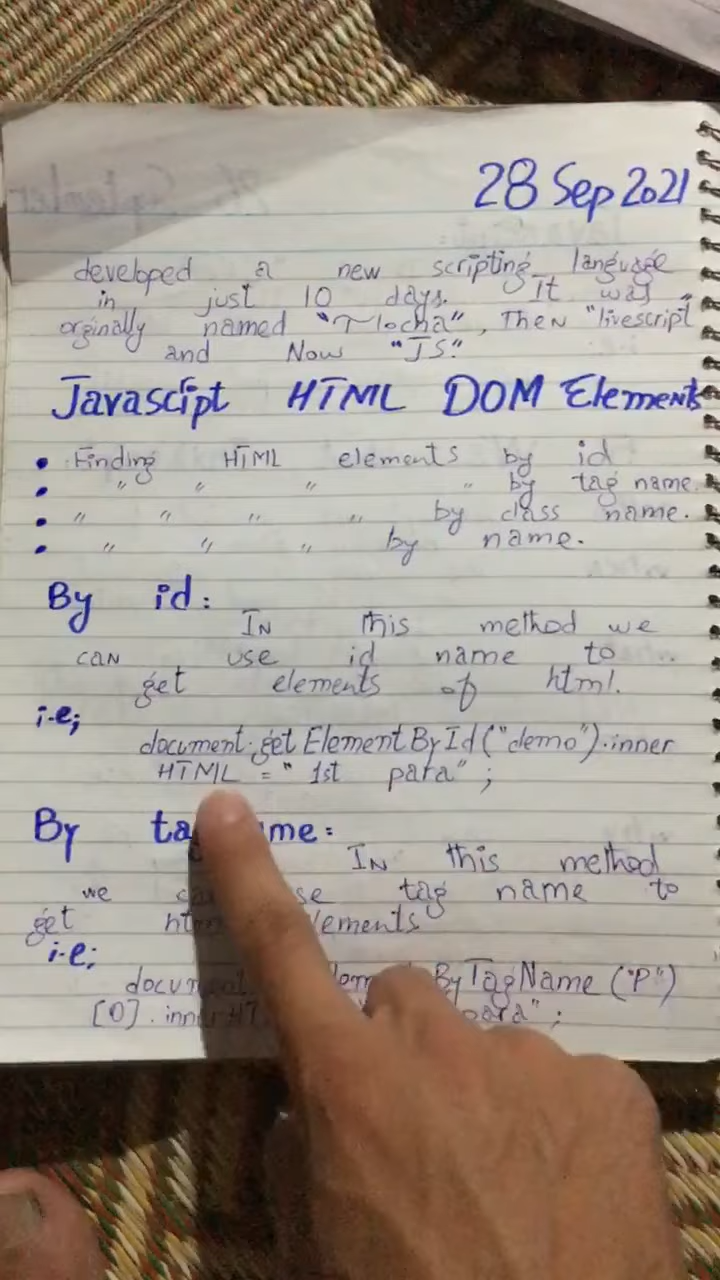 28 Sep 2021
developed a new scripting language
in just 10 days. It was
orginally named "Mocha", Then "livescript"
and Now "JS."
Javascript HTML DOM Elements
• Finding HTML elements by id
• " " " " by tag name.
• " " " " by class name.
• " " " by name.
By id:
IN this method we
can use id name to
get elements of html.
i.e;
document.getElementById("demo").inner
HTML = "1st para";
By
IN this method
we tag name to
get
i.e;
ByTagName ("P")
[0].